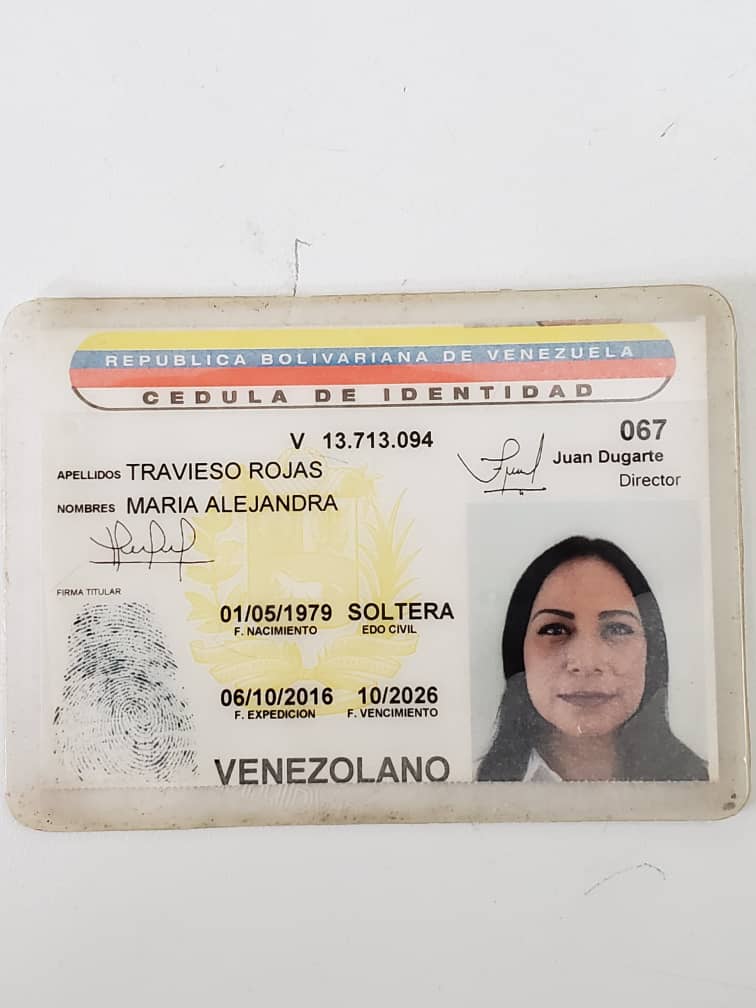 REPUBLICA BOLIVARIANA DE VENEZUELA
CEDULA DE IDENTIDAD
V 13.713.094
067
Juan Dugarte
Director
APELLIDOS TRAVIESO ROJAS
NOMBRES MARIA ALEJANDRA
FIRMA TITULAR
01/05/1979 SOLTERA
F. NACIMIENTO EDO CIVIL
06/10/2016 10/2026
F. EXPEDICION F. VENCIMIENTO
VENEZOLANO